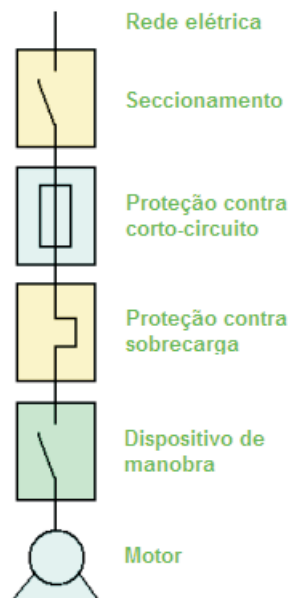 Rede elétrica
Seccionamento
Proteção contra
corto-circuito
Proteção contra
sobrecarga
Dispositivo de
manobra
Motor